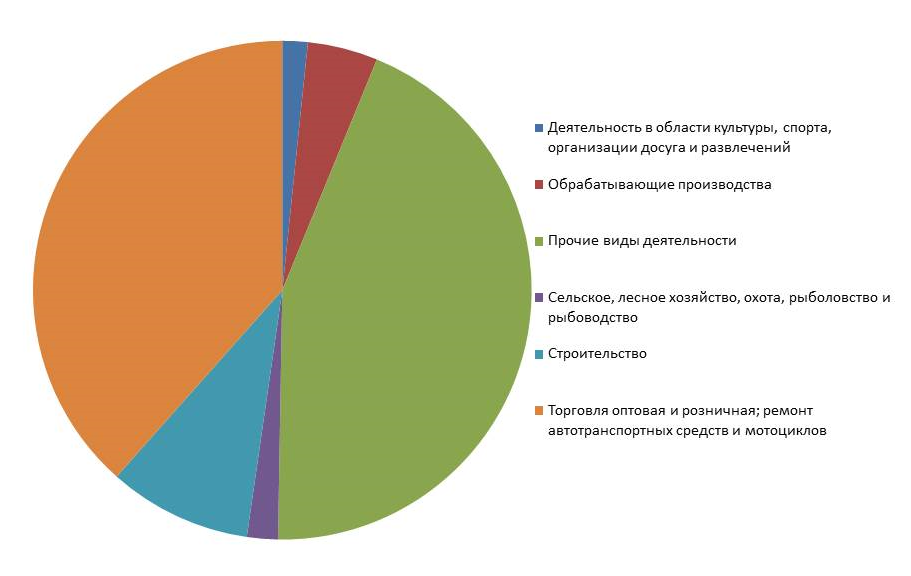 Деятельность в области культуры, спорта,
организации досуга и развлечений
Обрабатывающие производства
Прочие виды деятельности
Сельское, лесное хозяйство, охота, рыболовство и
рыбоводство
Строительство
Торговля оптовая и розничная; ремонт
автотранспортных средств и мотоциклов